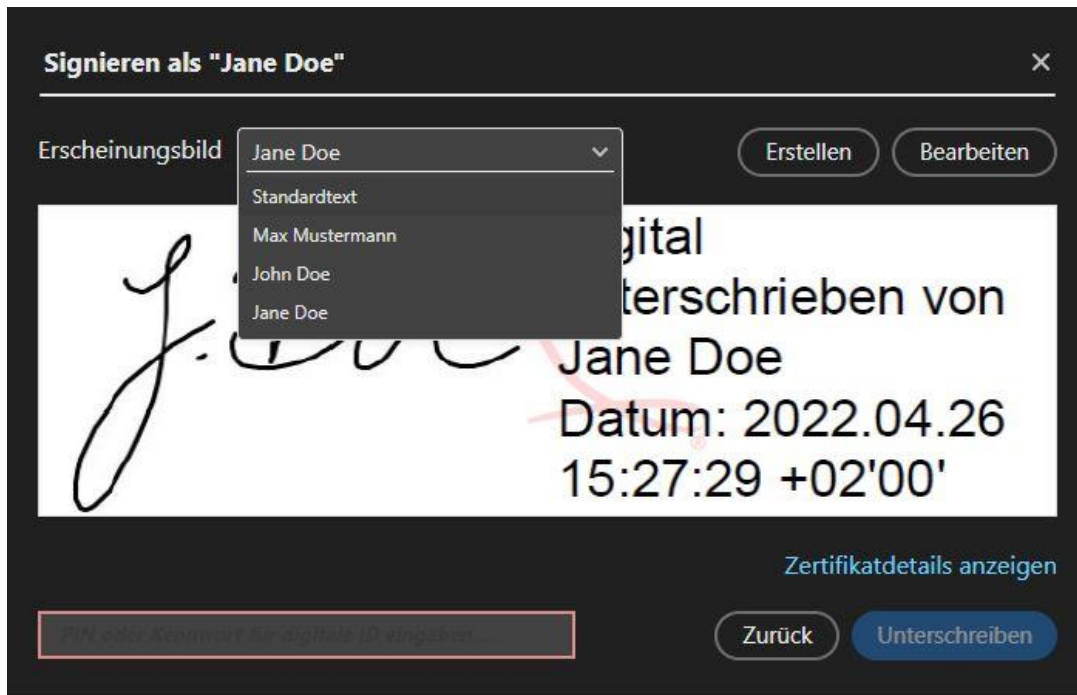 Signieren als "Jane Doe"
Erscheinungsbild
Jane Doe
Erstellen
Bearbeiten
Standardtext
Max Mustermann
John Doe
Jane Doe
J. Doe
gital
terschrieben von
Jane Doe
Datum: 2022.04.26
15:27:29 +02'00'
Zertifikatdetails anzeigen
PIN oder Kennwort für digitale ID eingeben ...
Zurück
Unterschreiben